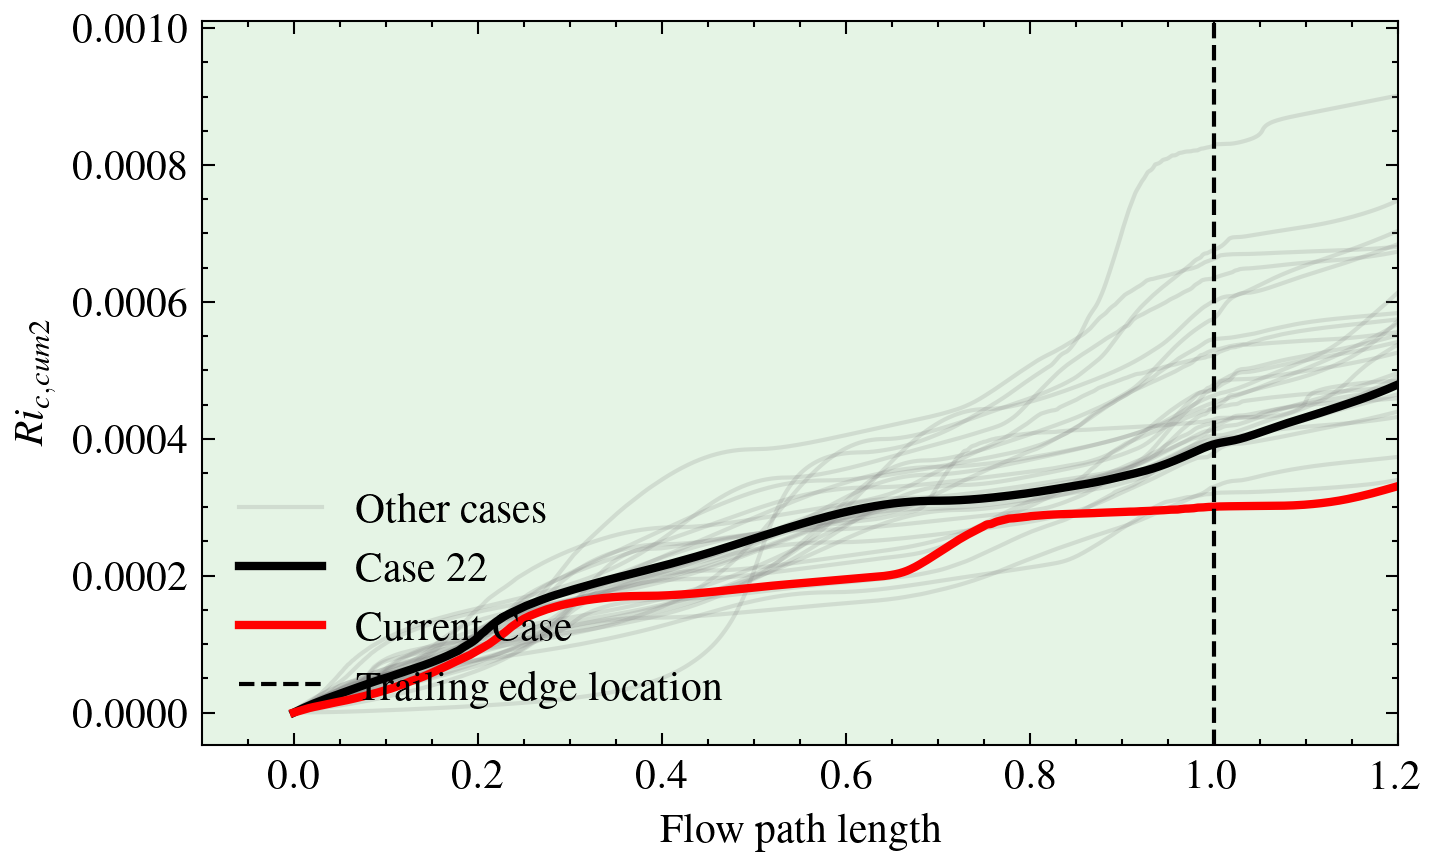 0.0010
0.0008
0.0006
0.0004
0.0002
0.0000
Ri_{c,cum2}
Other cases
Case 22
Current Case
Trailing edge location
0.0 0.2 0.4 0.6 0.8 1.0 1.2
Flow path length